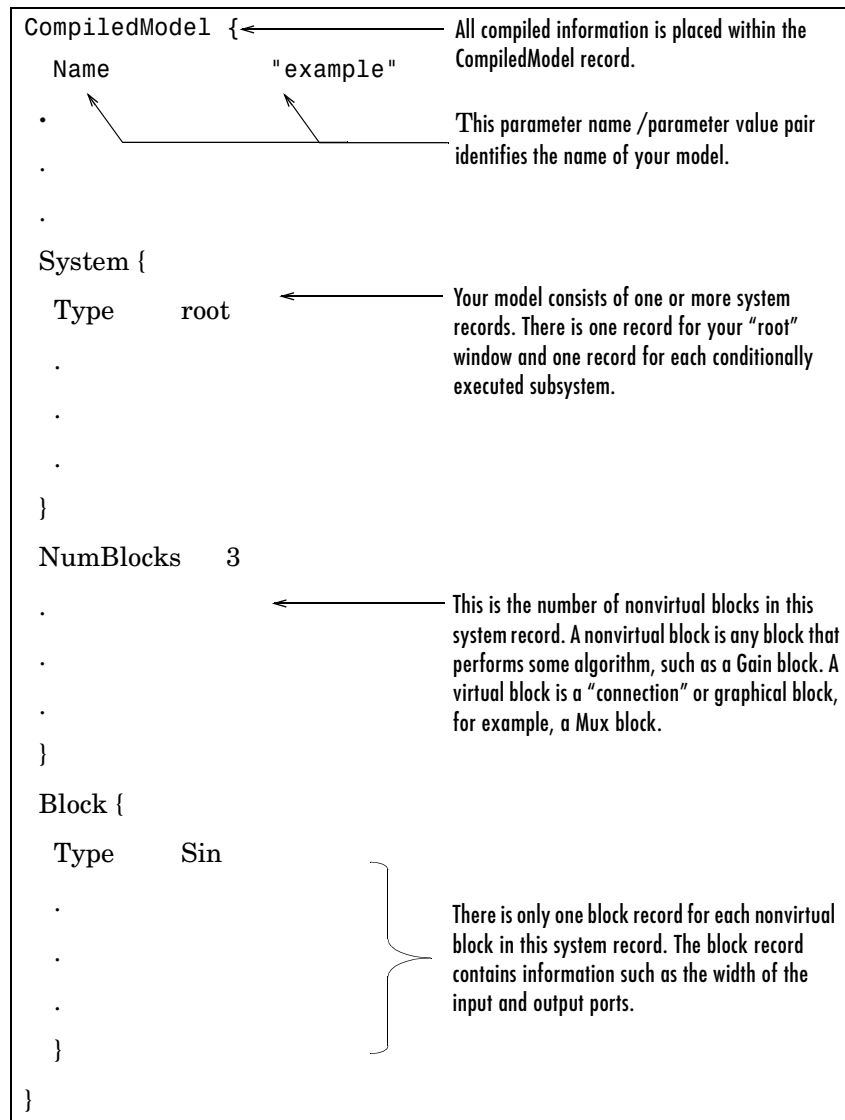 CompiledModel {
All compiled information is placed within the
CompiledModel record.
Name "example"
.
This parameter name /parameter value pair
identifies the name of your model.
.
.
System {
Type root
Your model consists of one or more system
records. There is one record for your “root”
window and one record for each conditionally
executed subsystem.
.
.
.
}
NumBlocks 3
.
This is the number of nonvirtual blocks in this
system record. A nonvirtual block is any block that
performs some algorithm, such as a Gain block. A
virtual block is a “connection” or graphical block,
for example, a Mux block.
.
.
}
Block {
Type Sin
.
There is only one block record for each nonvirtual
block in this system record. The block record
contains information such as the width of the
input and output ports.
.
.
}
}